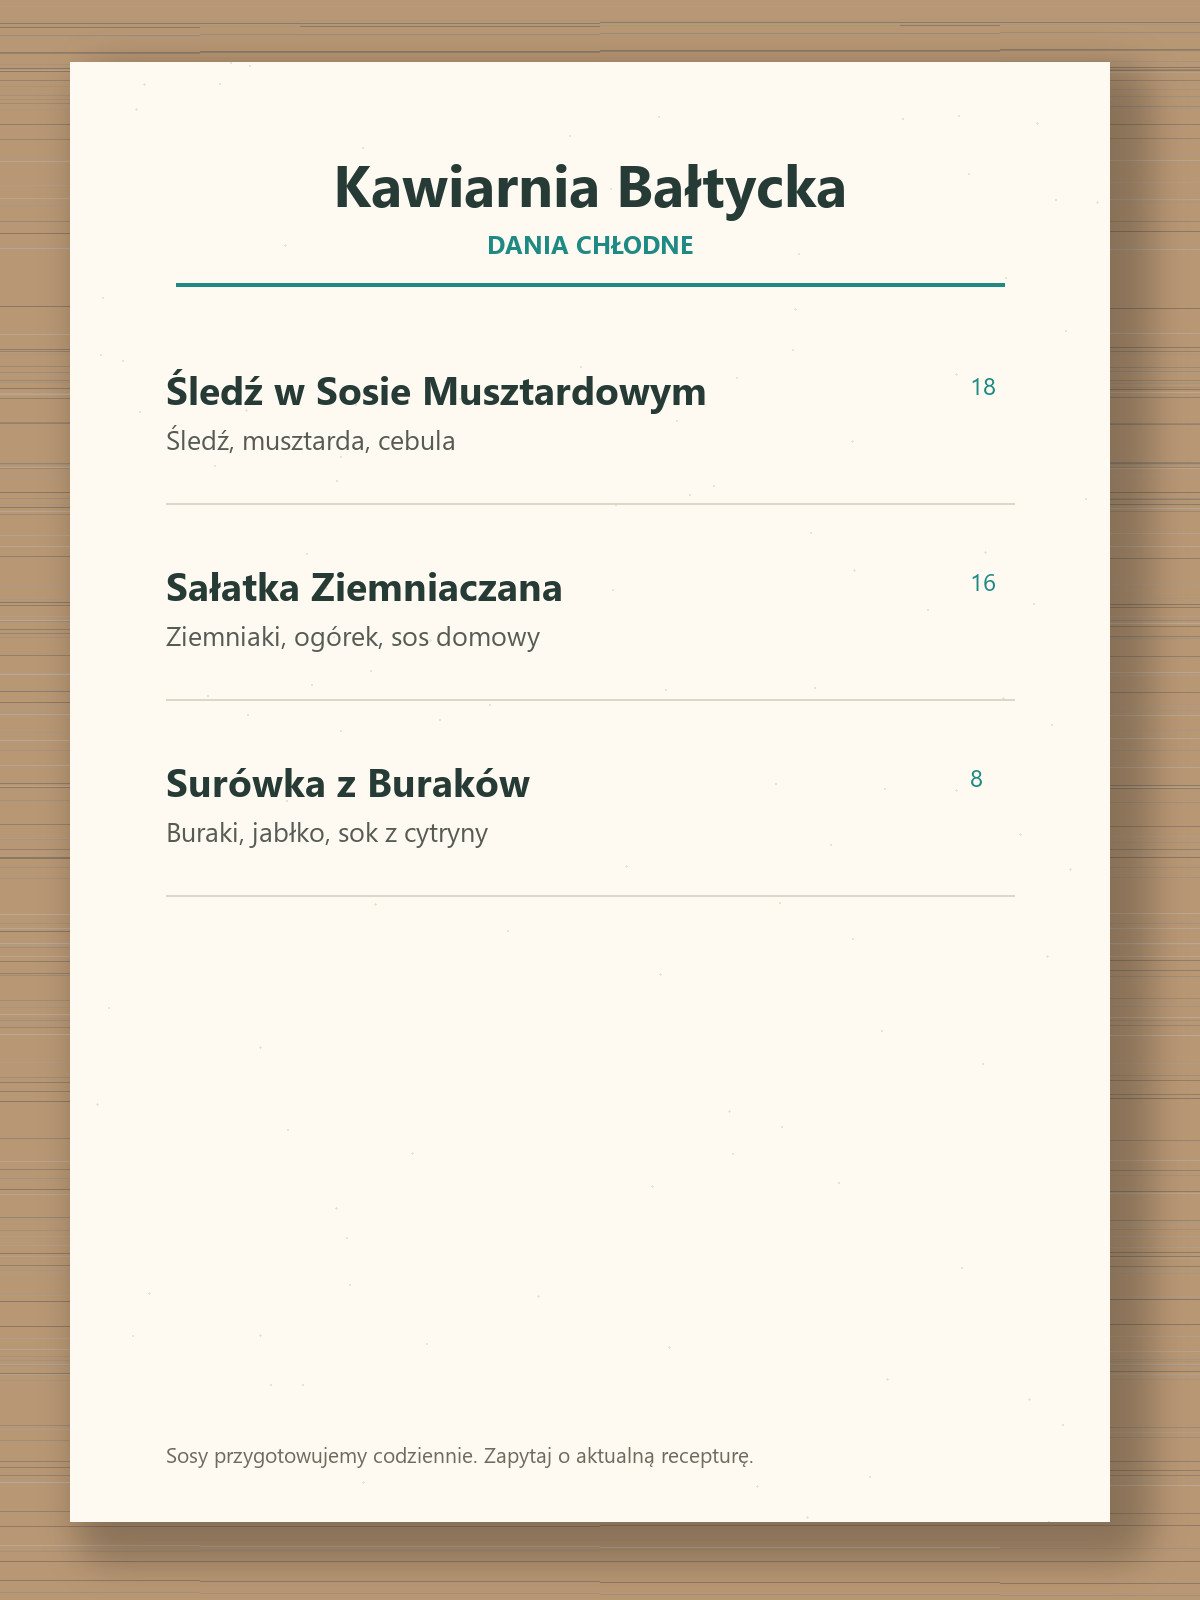 Kawiarnia Bałtycka
DANIA CHŁODNE
Śledź w Sosie Musztardowym 18
Śledź, musztarda, cebula
Sałatka Ziemniaczana 16
Ziemniaki, ogórek, sos domowy
Surówka z Buraków 8
Buraki, jabłko, sok z cytryny
Sosy przygotowujemy codziennie. Zapytaj o aktualną recepturę.